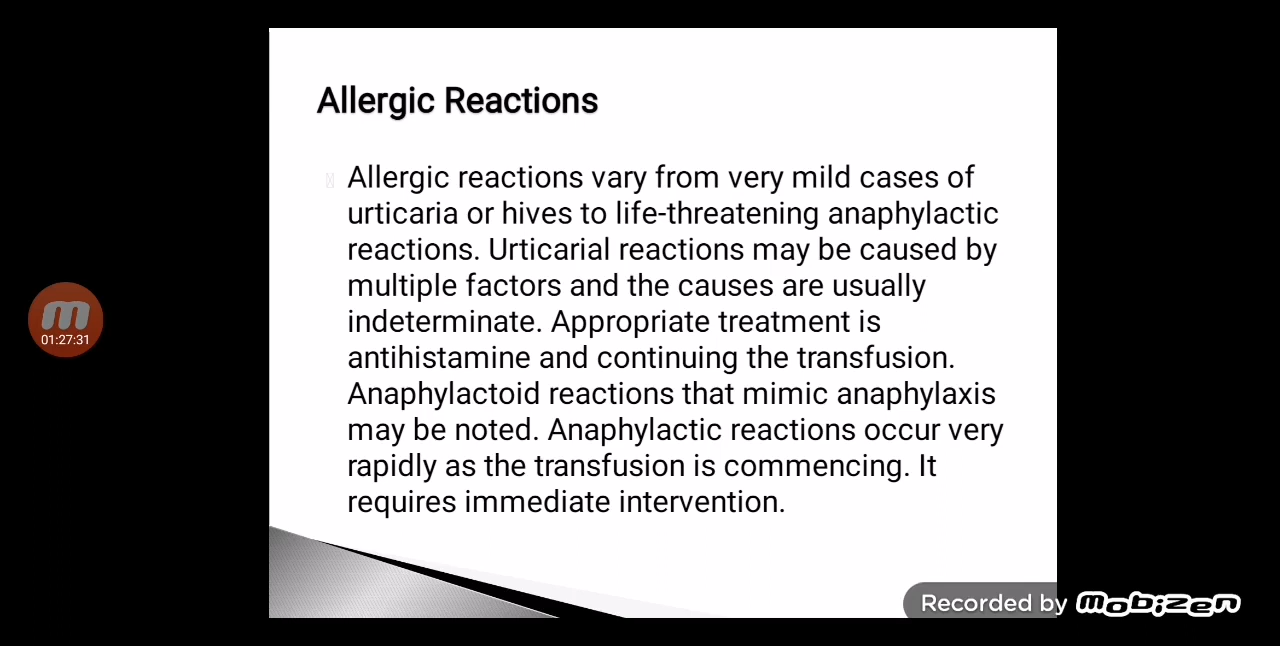 Allergic Reactions
Allergic reactions vary from very mild cases of
urticaria or hives to life-threatening anaphylactic
reactions. Urticarial reactions may be caused by
multiple factors and the causes are usually
indeterminate. Appropriate treatment is
antihistamine and continuing the transfusion.
Anaphylactoid reactions that mimic anaphylaxis
may be noted. Anaphylactic reactions occur very
rapidly as the transfusion is commencing. It
requires immediate intervention.
m
01:27:31
Recorded by mobizen